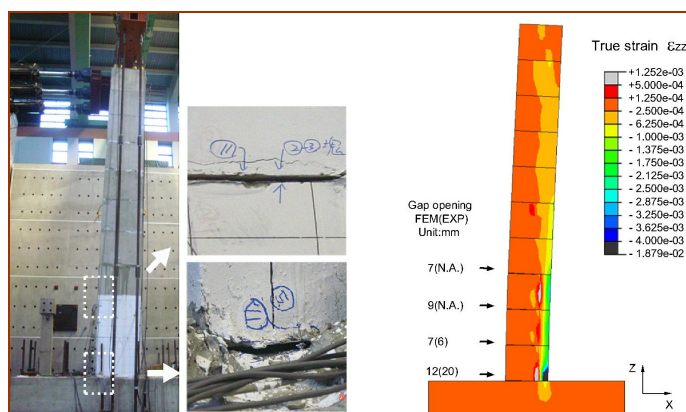 True strain εzz
+1.252e-03
+5.000e-04
+1.250e-04
- 2.500e-04
- 6.250e-04
- 1.000e-03
- 1.375e-03
- 1.750e-03
- 2.125e-03
- 2.500e-03
- 2.875e-03
- 3.250e-03
- 3.625e-03
- 4.000e-03
- 1.879e-02
Gap opening
FEM(EXP)
Unit:mm
7(N.A.)
9(N.A.)
7(6)
12(20)
Z
X
11